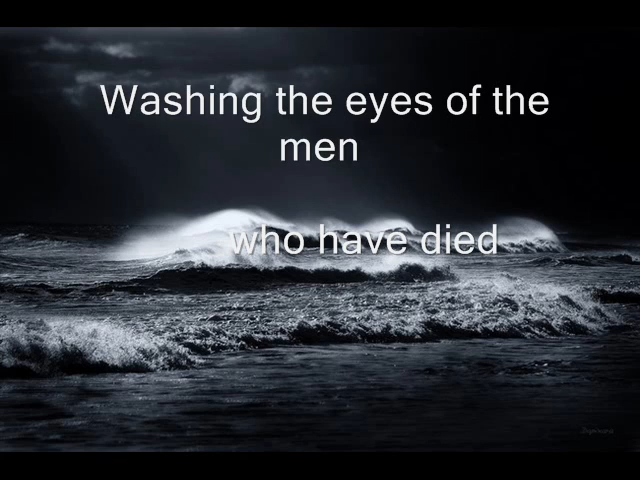 Washing the eyes of the
men
who have died